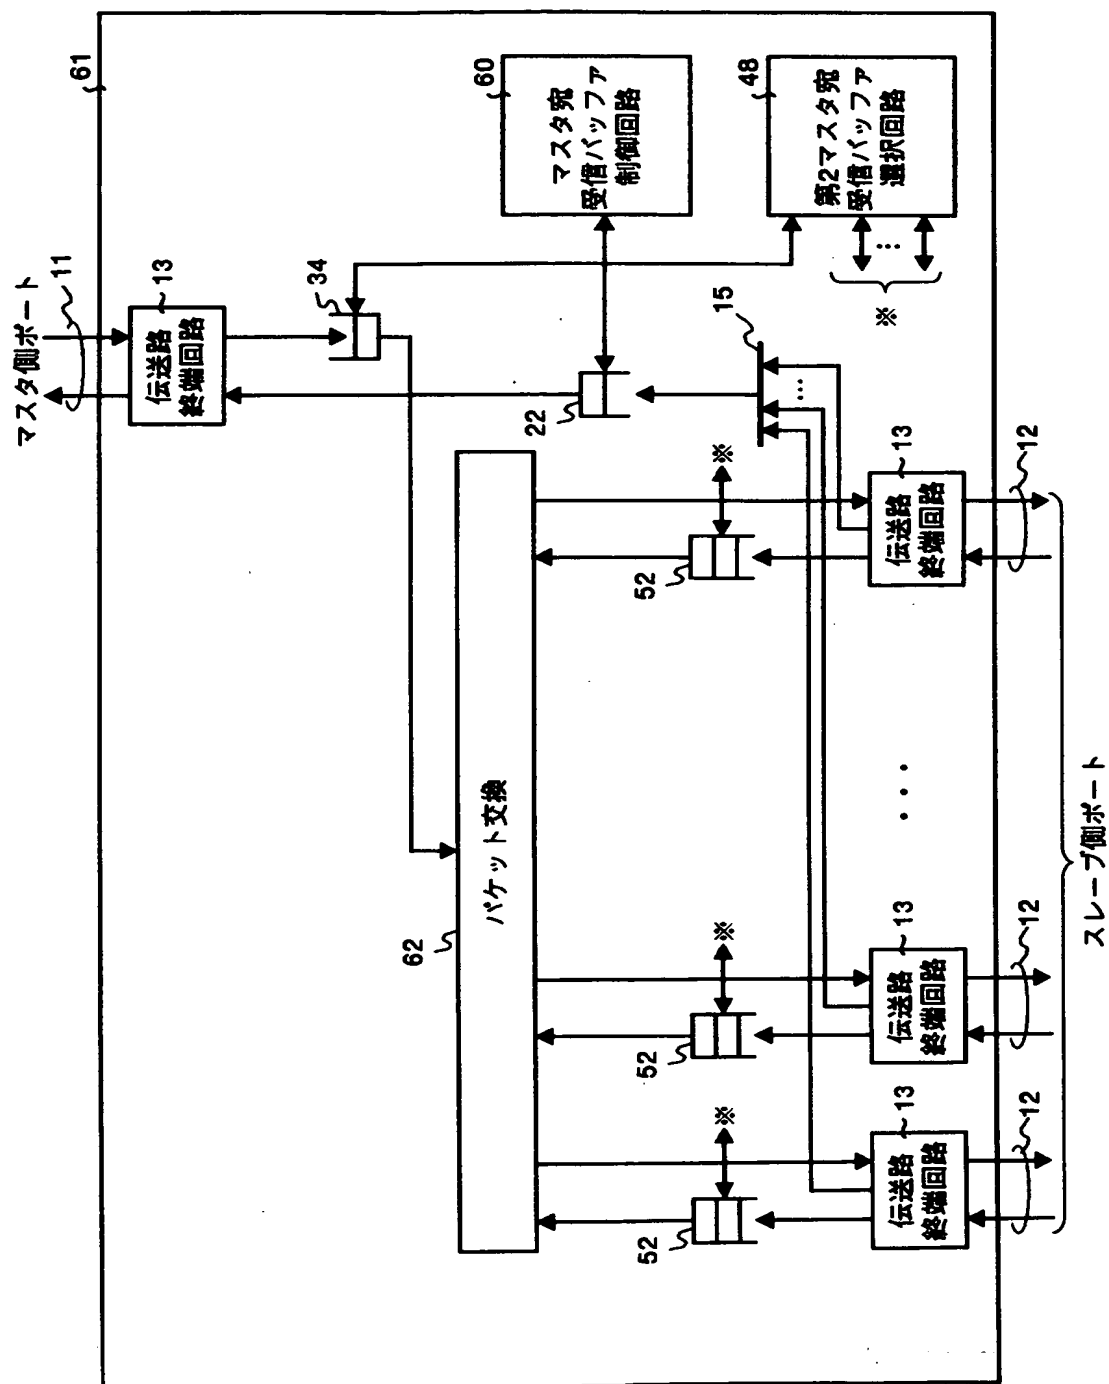 マスタ側ポート
11
61
伝送路
終端回路
13
34
60
マスタ宛
受信バッファ
制御回路
48
第2マスタ宛
受信バッファ
選択回路
※
22
15
62
パケット交換
52
※
52
※
52
※
伝送路
終端回路
13
伝送路
終端回路
13
伝送路
終端回路
13
12
12
12
スレーブ側ポート